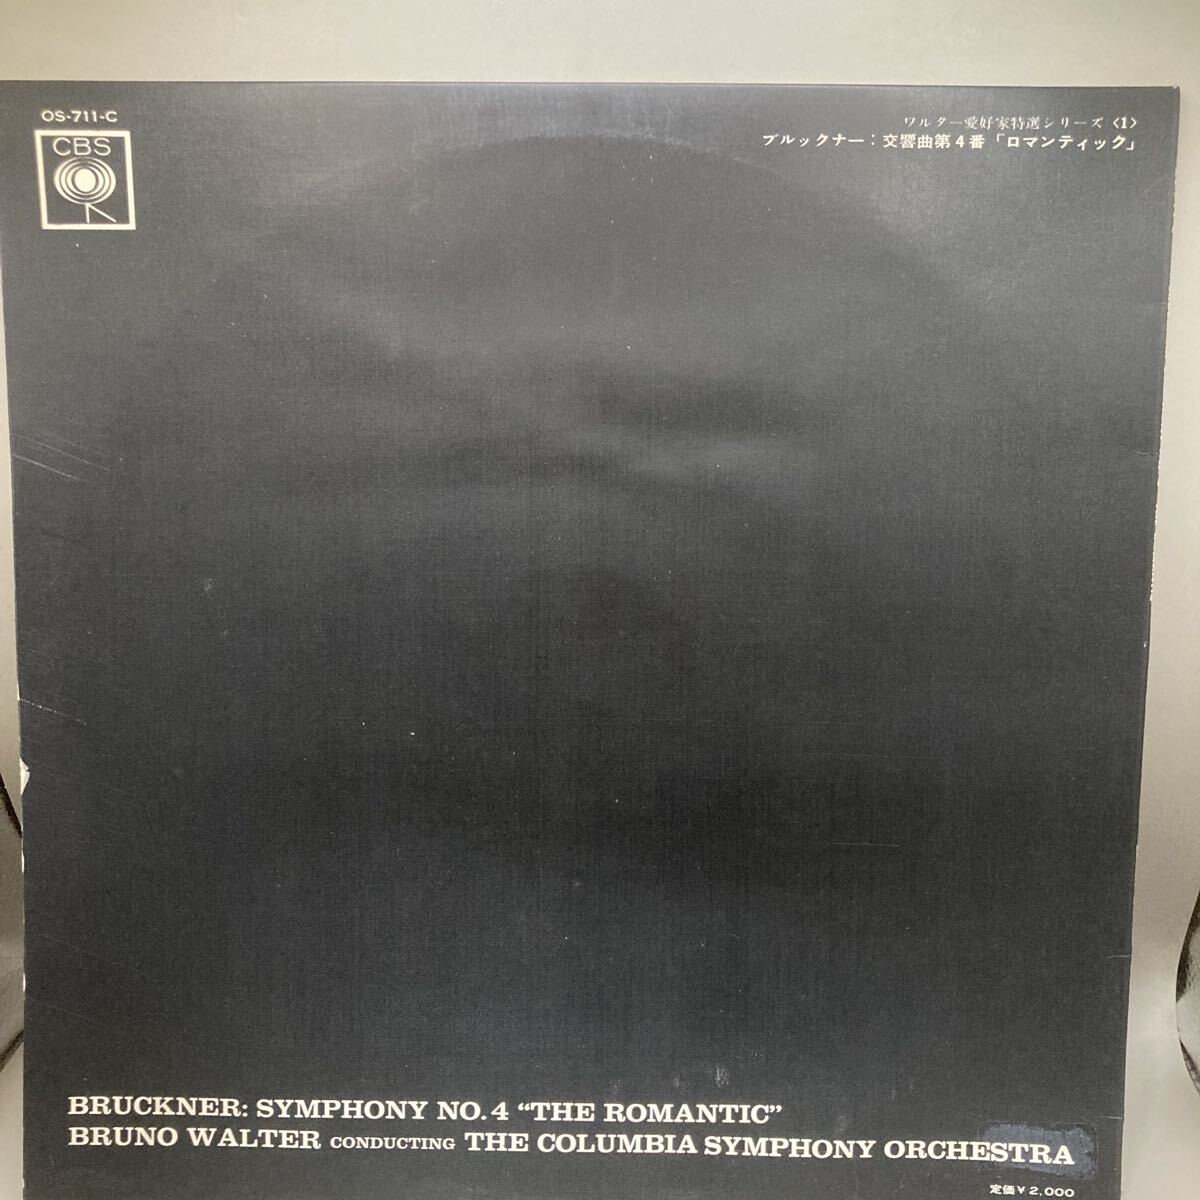 OS-711-C
CBS
ワルター愛好家特選シリーズ〈1〉
ブルックナー：交響曲第4番「ロマンティック」
BRUCKNER: SYMPHONY NO. 4 “THE ROMANTIC”
BRUNO WALTER CONDUCTING THE COLUMBIA SYMPHONY ORCHESTRA
定価￥2,000